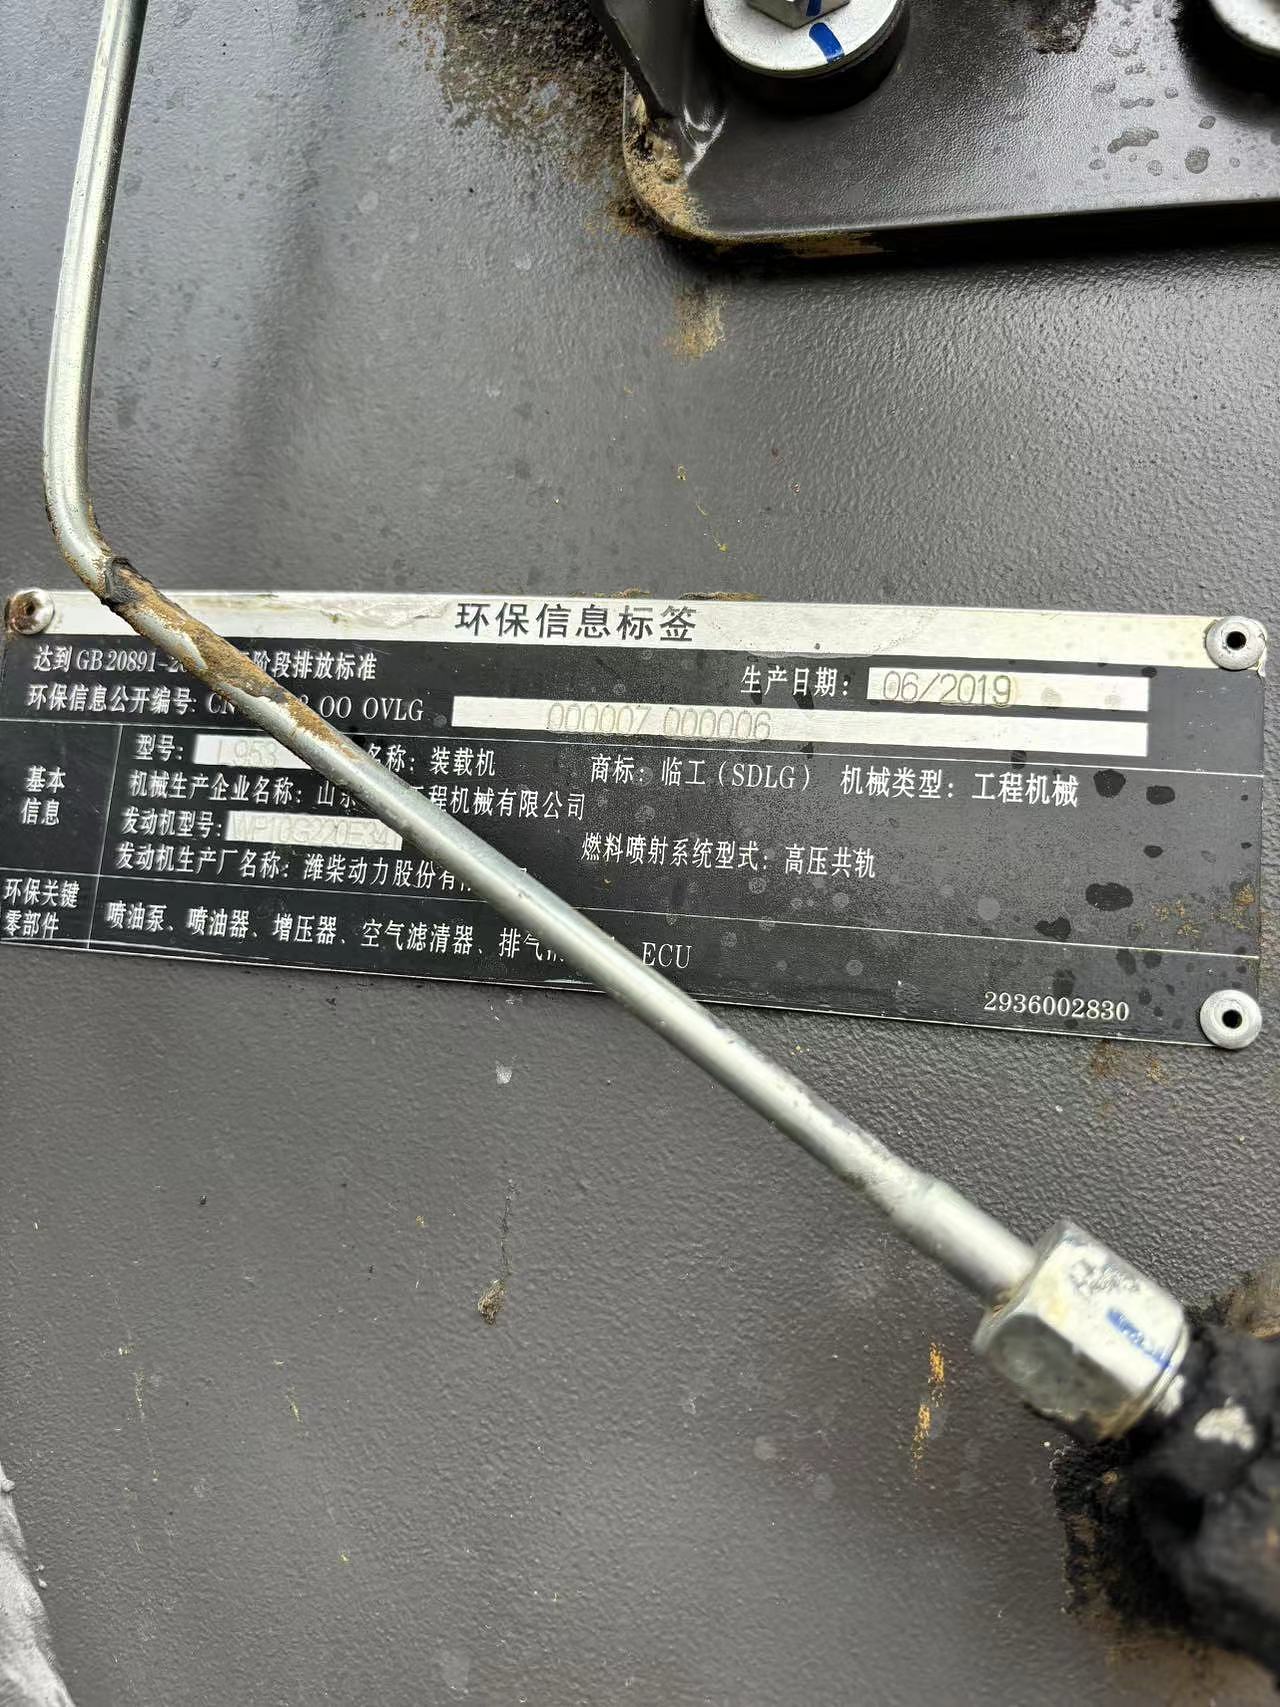 环保信息标签
达到GB 20891-2 阶段排放标准
生产日期: 06/2019
环保信息公开编号: CN 2 OO OVLG 000007 000006
基本信息
型号: L953 名称: 装载机 商标: 临工(SDLG) 机械类型: 工程机械
机械生产企业名称: 山东 工程机械有限公司
发动机型号: 燃料喷射系统型式: 高压共轨
发动机生产厂名称: 潍柴动力股份有
环保关键零部件
喷油泵、喷油器、增压器、空气滤清器、排气 ECU
2936002830